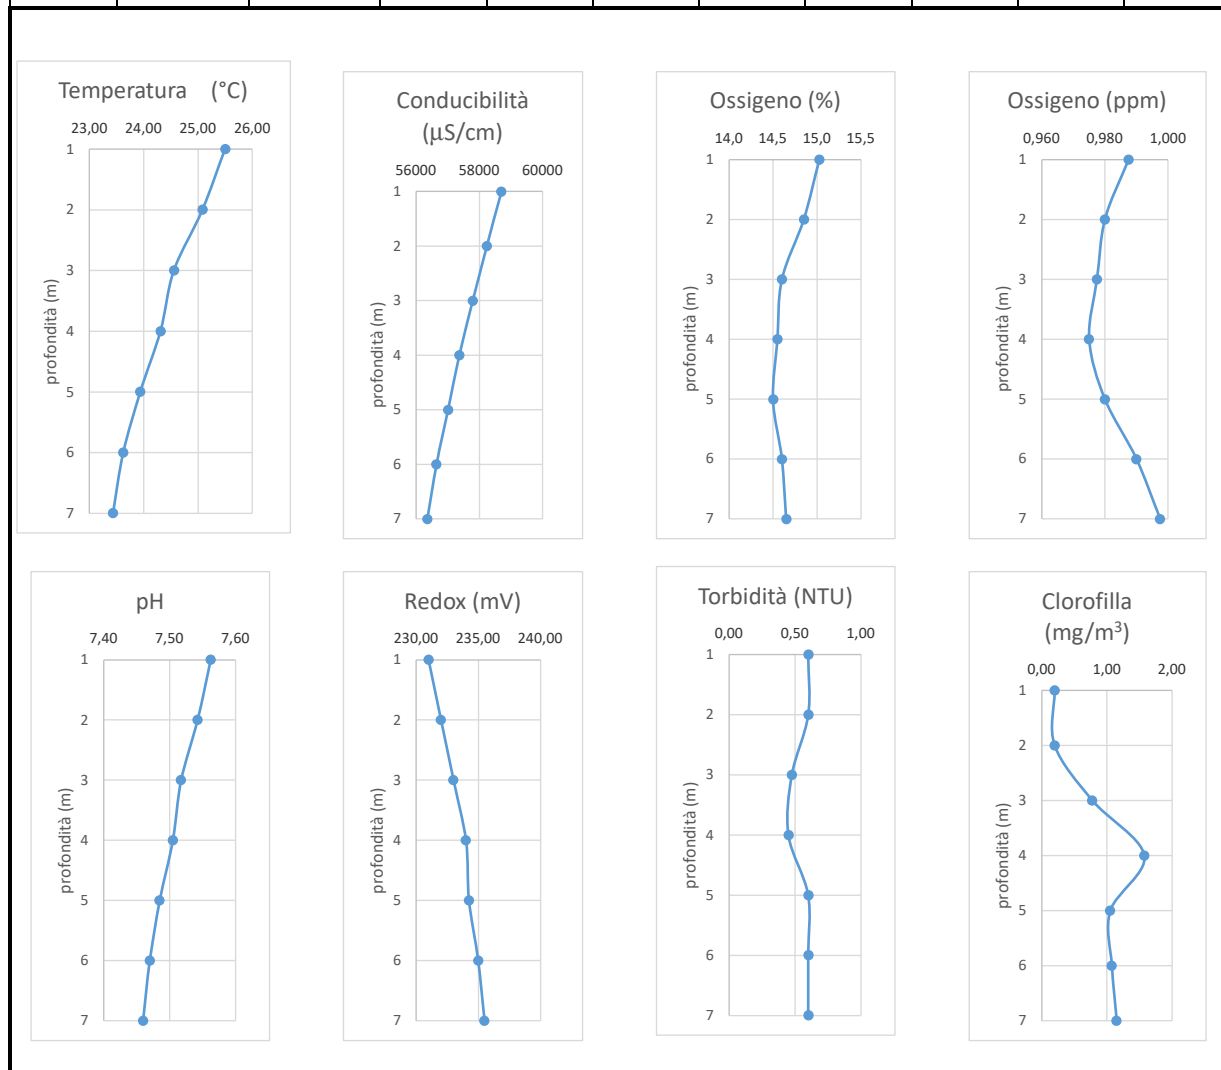 Temperatura (°C)
23,00 24,00 25,00 26,00
1
2
3
4
5
6
7
profondità (m)
Conducibilità
(μS/cm)
56000 58000 60000
1
2
3
4
5
6
7
profondità (m)
Ossigeno (%)
14,0 14,5 15,0 15,5
1
2
3
4
5
6
7
profondità (m)
Ossigeno (ppm)
0,960 0,980 1,000
1
2
3
4
5
6
7
profondità (m)
pH
7,40 7,50 7,60
1
2
3
4
5
6
7
profondità (m)
Redox (mV)
230,00 235,00 240,00
1
2
3
4
5
6
7
profondità (m)
Torbidità (NTU)
0,00 0,50 1,00
1
2
3
4
5
6
7
profondità (m)
Clorofilla
(mg/m³)
0,00 1,00 2,00
1
2
3
4
5
6
7
profondità (m)